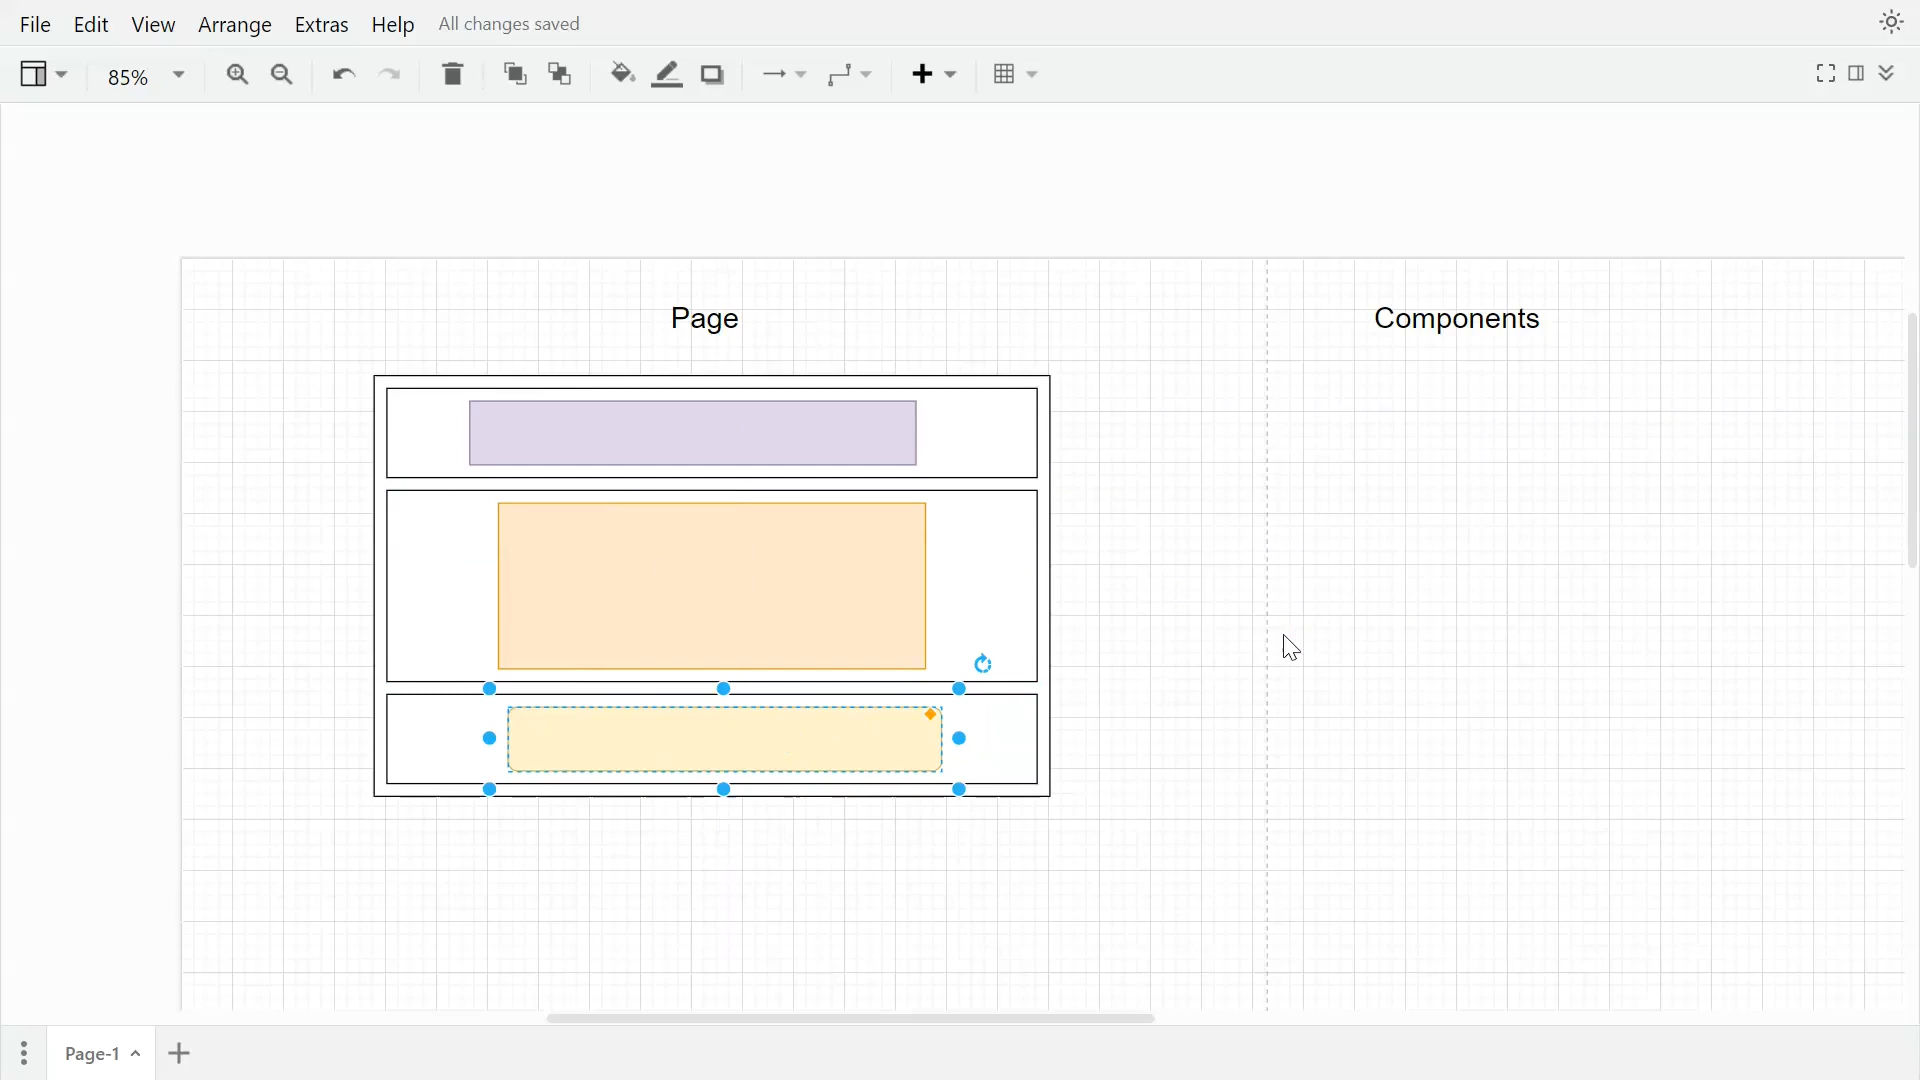 File Edit View Arrange Extras Help All changes saved
85%
Page Components
Page-1